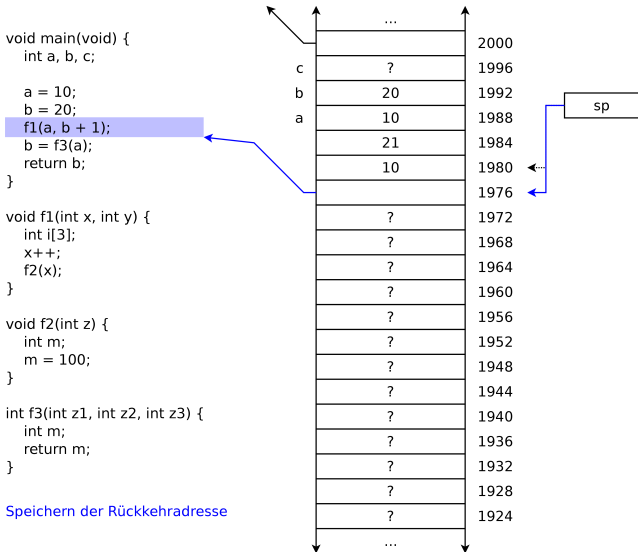 void main(void) {
int a, b, c;
a = 10;
b = 20;
f1(a, b + 1);
b = f3(a);
return b;
}
void f1(int x, int y) {
int i[3];
x++;
f2(x);
}
void f2(int z) {
int m;
m = 100;
}
int f3(int z1, int z2, int z3) {
int m;
return m;
}
Speichern der Rückkehradresse
...
2000
c ? 1996
b 20 1992
a 10 1988
21 1984
10 1980
1976
? 1972
? 1968
? 1964
? 1960
? 1956
? 1952
? 1948
? 1944
? 1940
? 1936
? 1932
? 1928
? 1924
...
sp